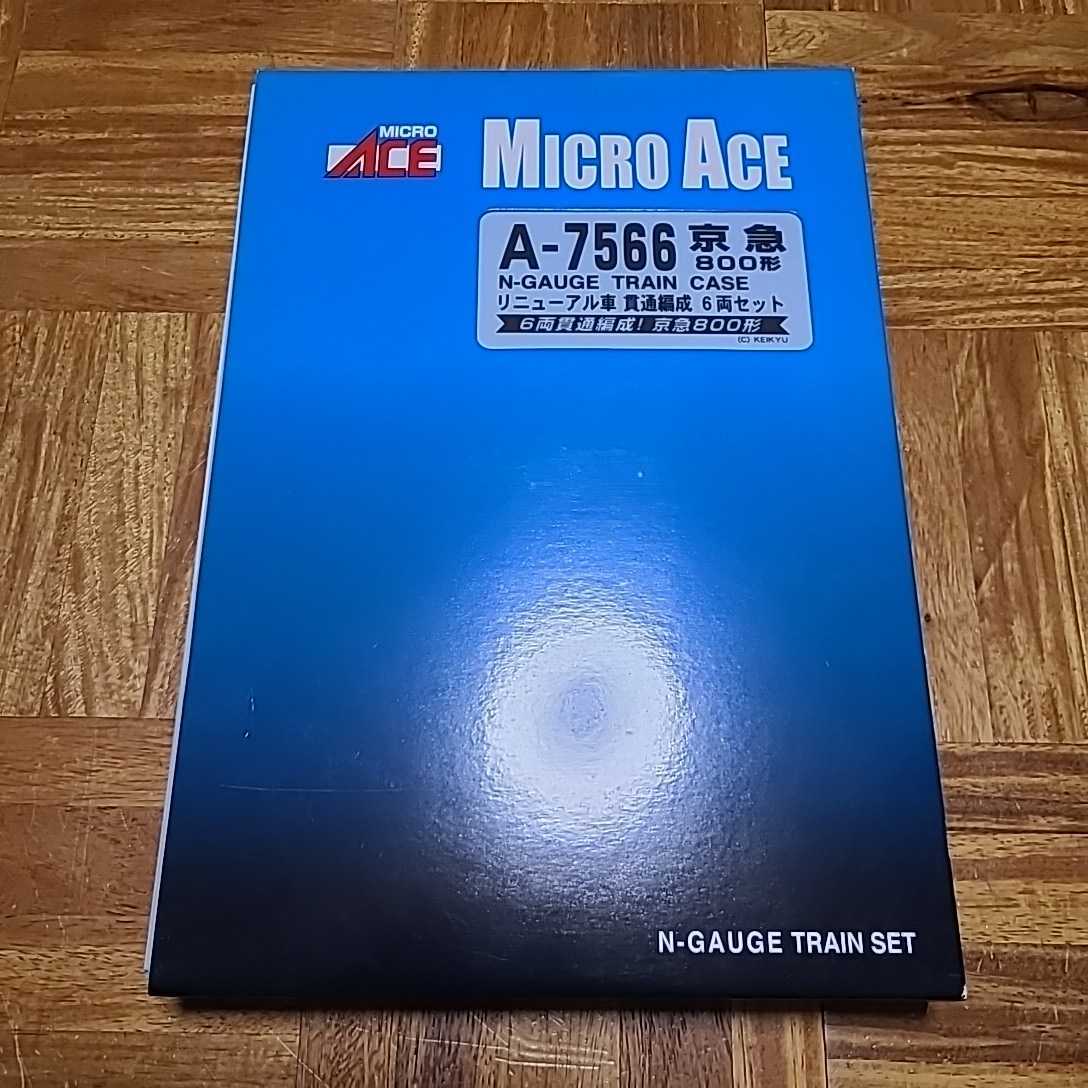 MICRO
ACE
MICRO ACE
A-7566 京急
800形
N-GAUGE TRAIN CASE
リニューアル車 貫通編成 6両セット
6両貫通編成! 京急800形
(C) KEIKYU
N-GAUGE TRAIN SET